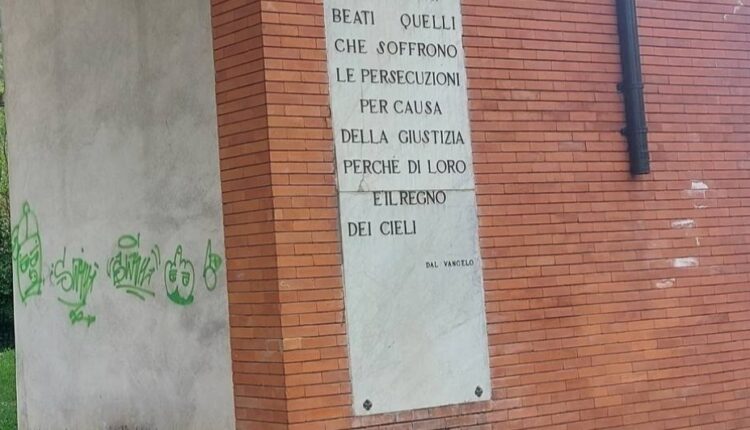 BEATI QUELLI
CHE SOFFRONO
LE PERSECUZIONI
PER CAUSA
DELLA GIUSTIZIA
PERCHÈ DI LORO
E'IL REGNO
DEI CIELI
DAL VANGELO